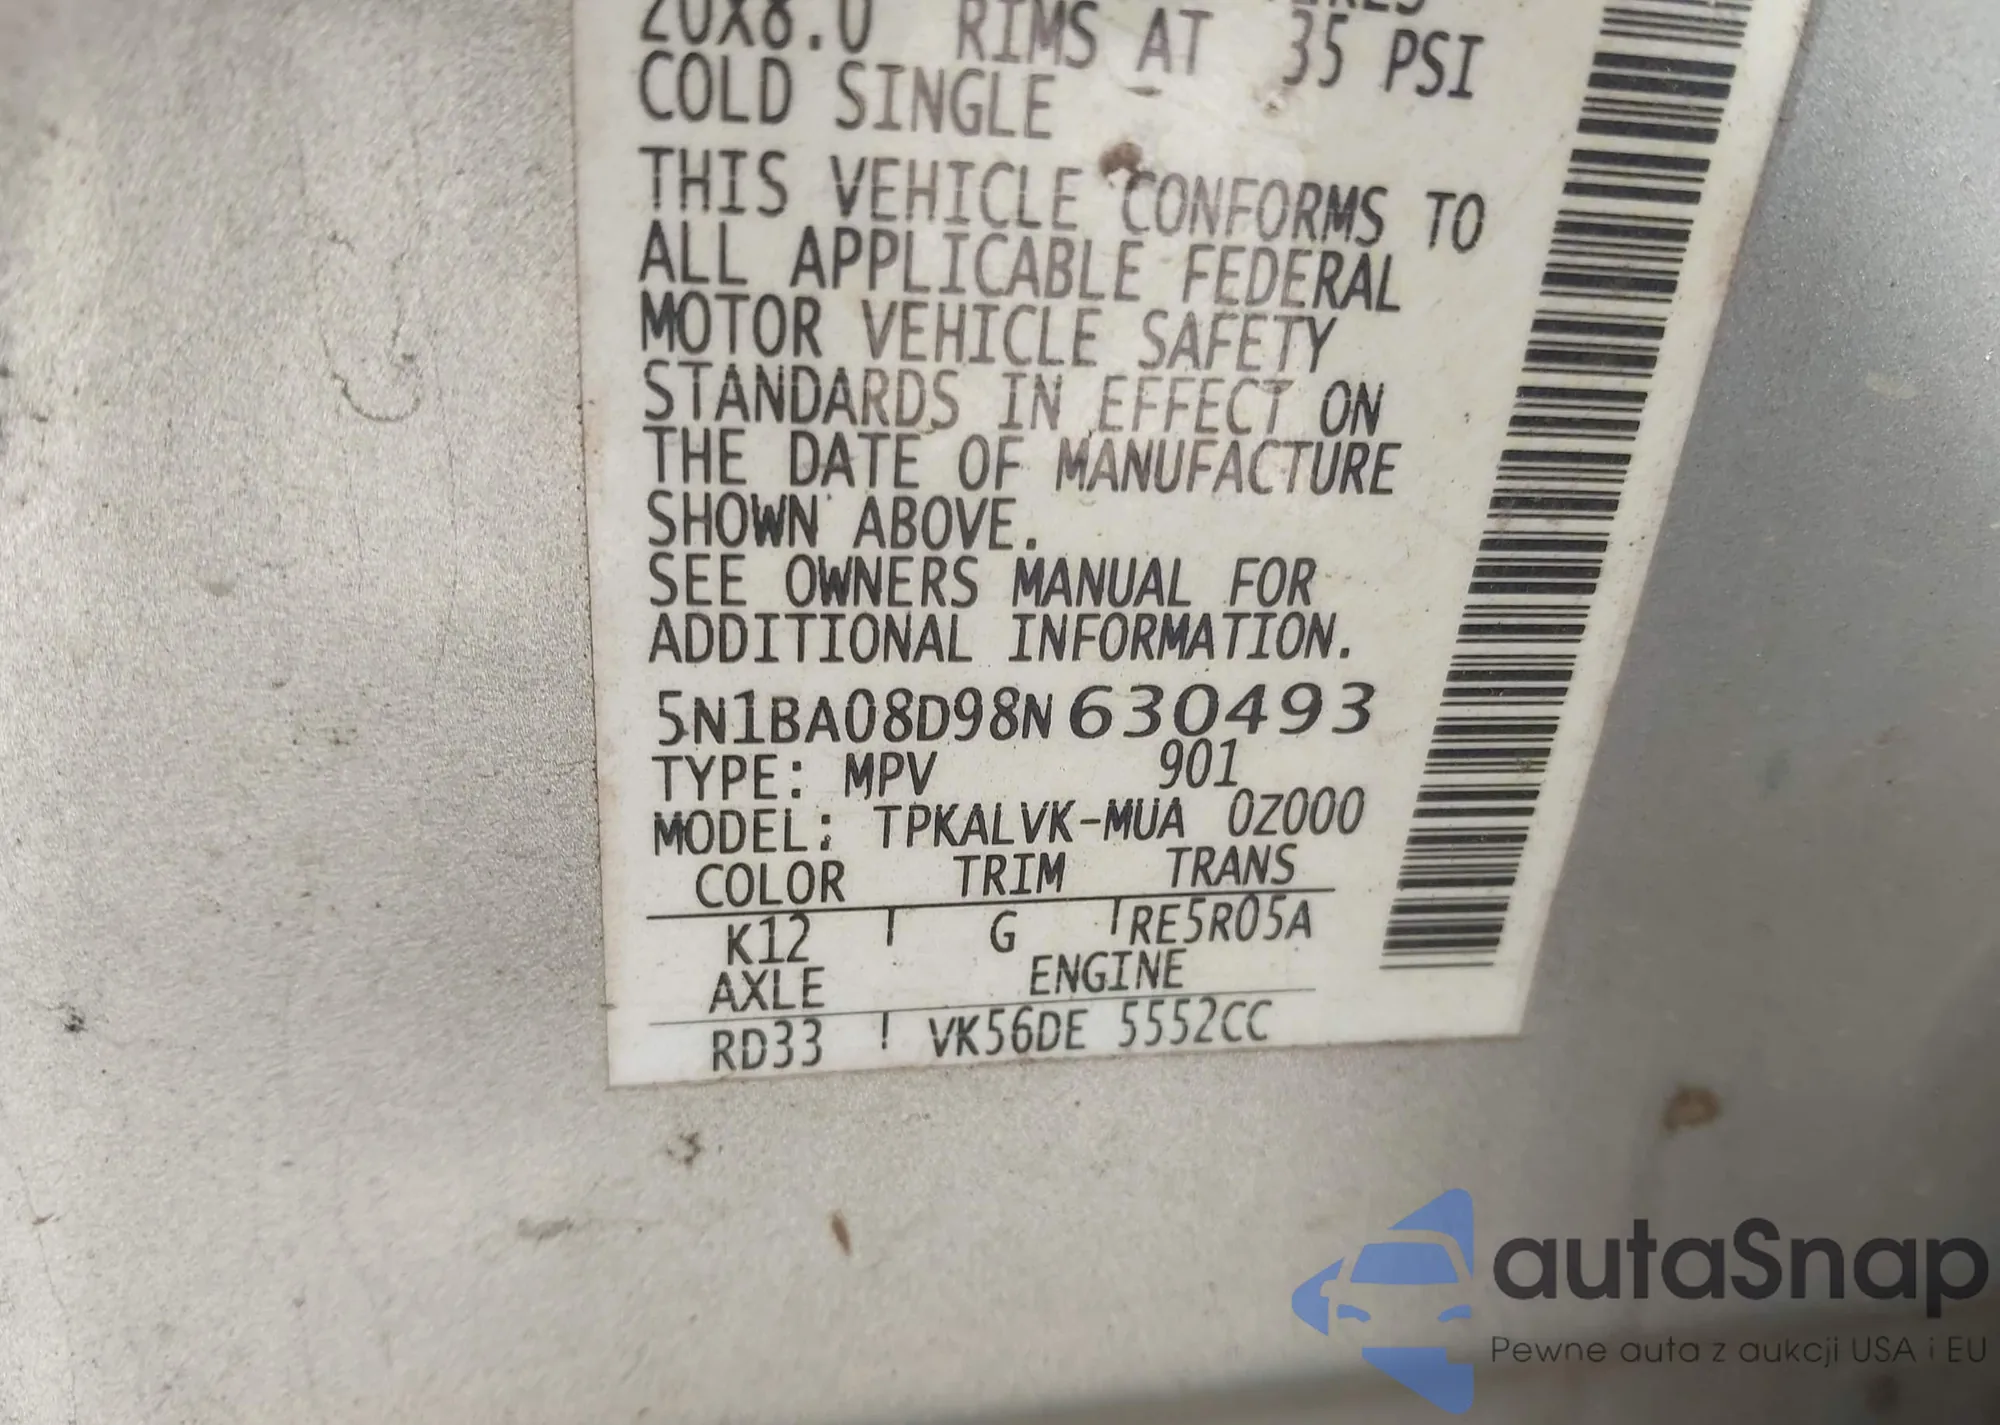 20X8.0 RIMS AT 35 PSI
COLD SINGLE
THIS VEHICLE CONFORMS TO
ALL APPLICABLE FEDERAL
MOTOR VEHICLE SAFETY
STANDARDS IN EFFECT ON
THE DATE OF MANUFACTURE
SHOWN ABOVE.
SEE OWNERS MANUAL FOR
ADDITIONAL INFORMATION.
5N1BA08D98N630493
TYPE: MPV 901
MODEL: TPKALVK-MUA 0Z000
COLOR TRIM TRANS
K12 G RE5R05A
AXLE ENGINE
RD33 VK56DE 5552CC
autaSnap
Pewne auta z aukcji USA i EU